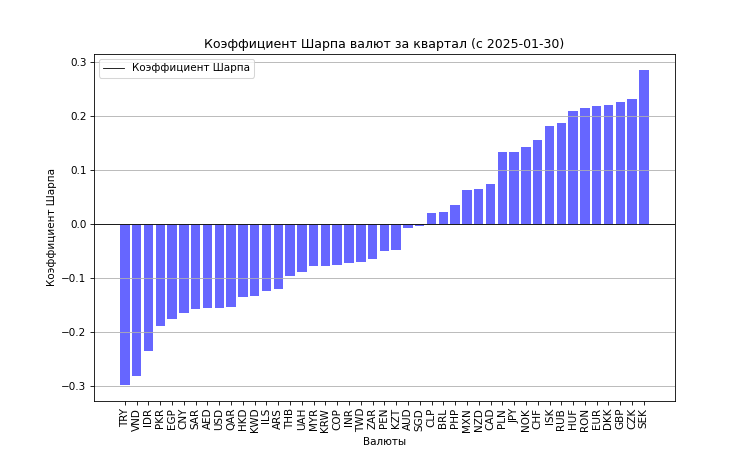 Коэффициент Шарпа валют за квартал (с 2025-01-30)
Коэффициент Шарпа
0.3
0.2
0.1
0.0
−0.1
−0.2
−0.3
Коэффициент Шарпа
TRY VND IDR PKR EGP CNY SAR AED USD QAR HKD KWD ILS ARS THB UAH MYR KRW COP INR TWD ZAR PEN KZT AUD SGD CLP BRL PHP MXN NZD CAD PLN JPY NOK CHF ISK RUB HUF RON EUR DKK GBP CZK SEK
Валюты